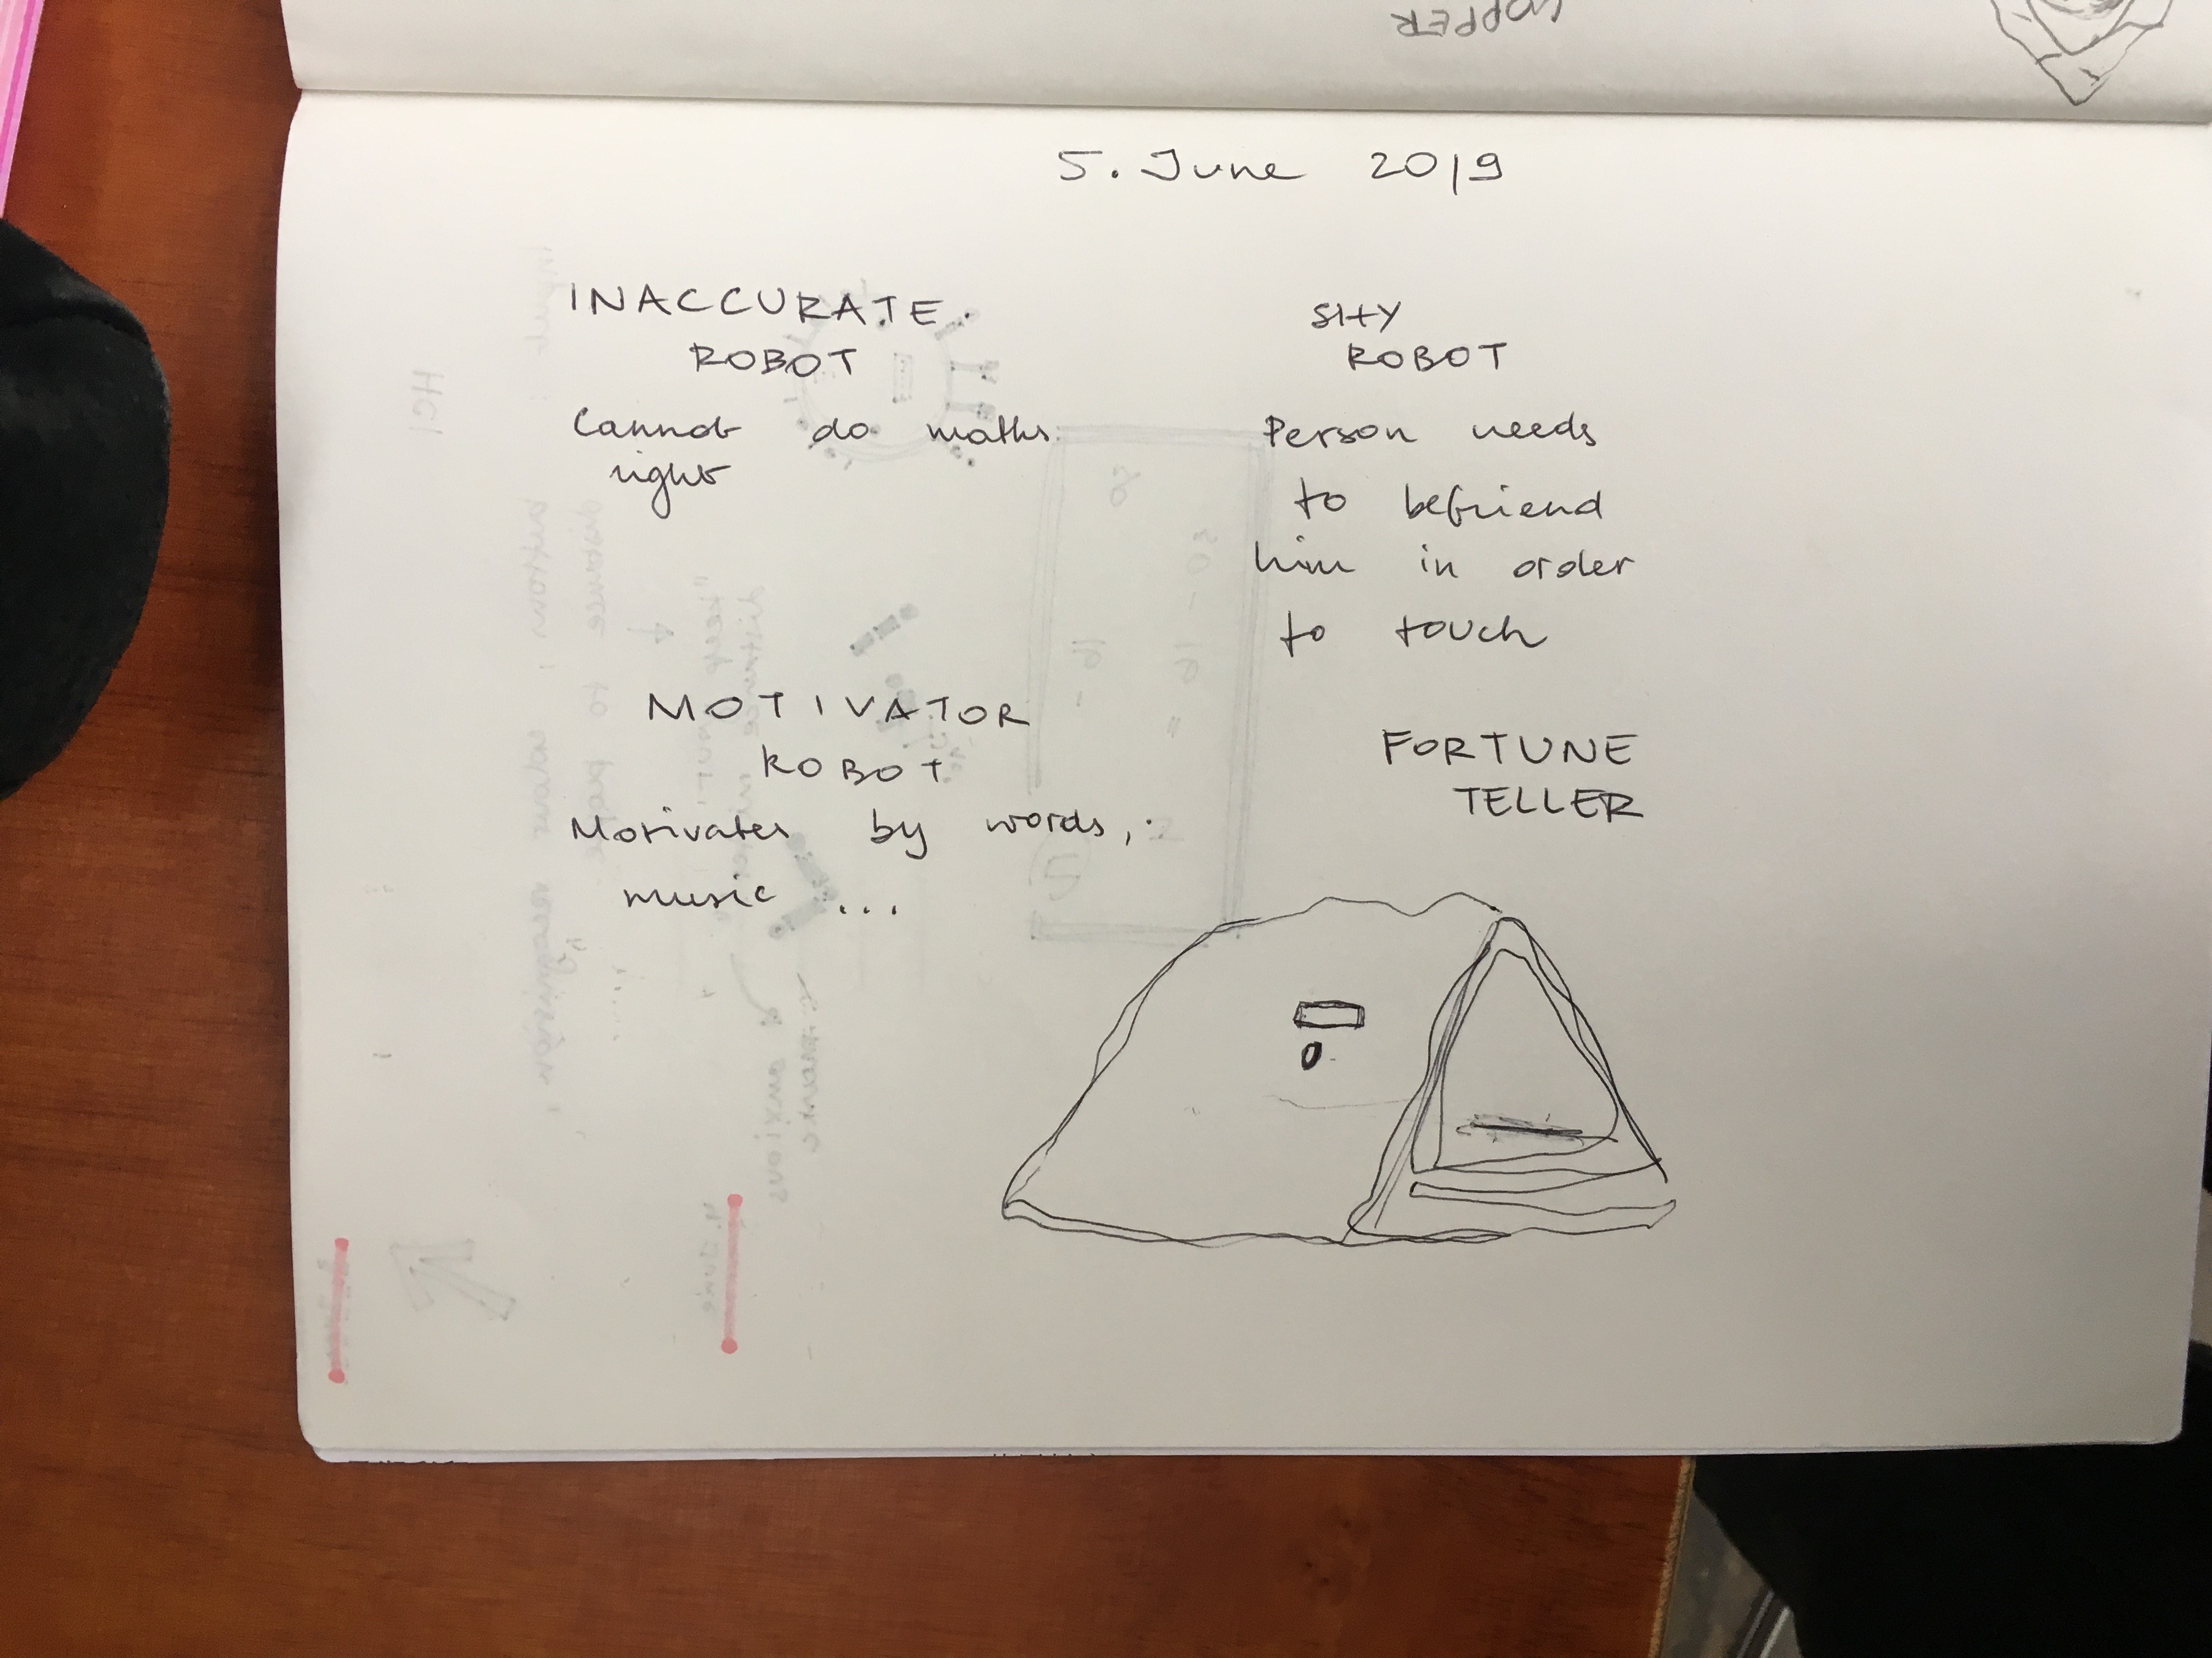 5. June 2019
INACCURATE
ROBOT
Cannot do maths
right
SHY
ROBOT
Person needs
to befriend
him in order
to touch
MOTIVATOR
ROBOT
Motivates by words,
music ...
FORTUNE
TELLER